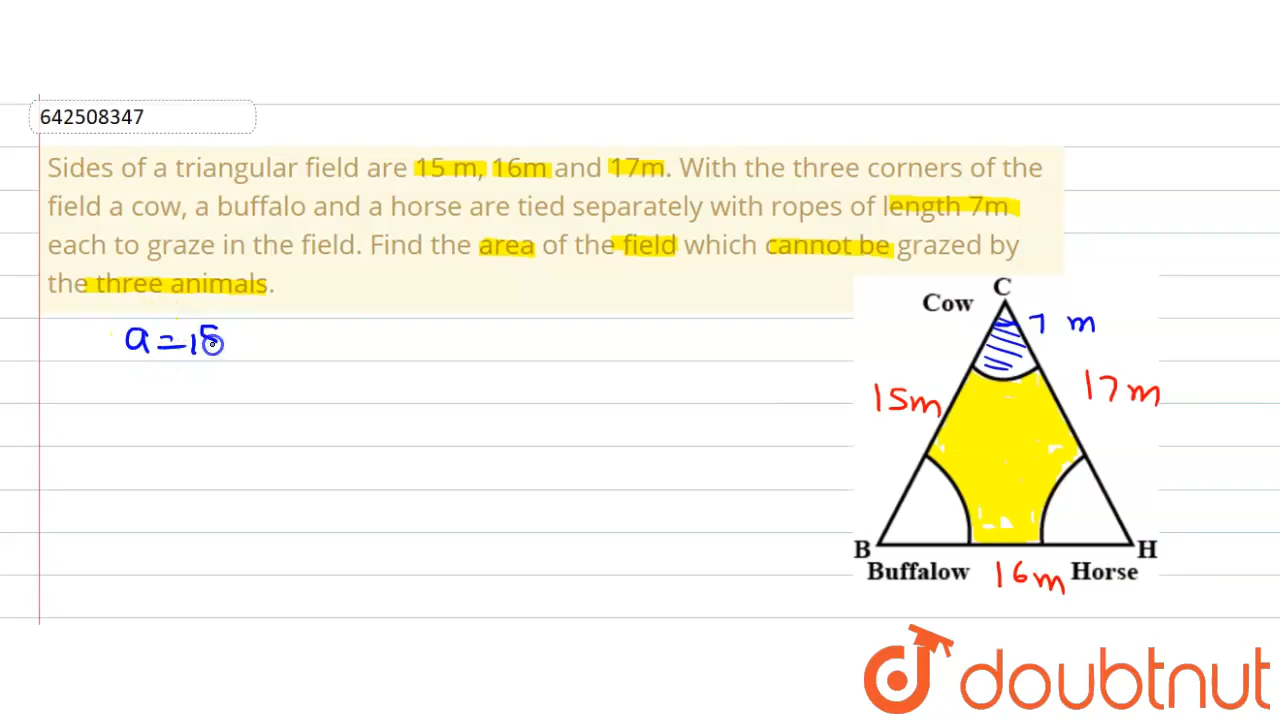 642508347
Sides of a triangular field are 15 m, 16m and 17m. With the three corners of the
field a cow, a buffalo and a horse are tied separately with ropes of length 7m
each to graze in the field. Find the area of the field which cannot be grazed by
the three animals.
a=15
C
Cow
7 m
15m
17m
B
H
Buffalow
16m
Horse
doubtnut